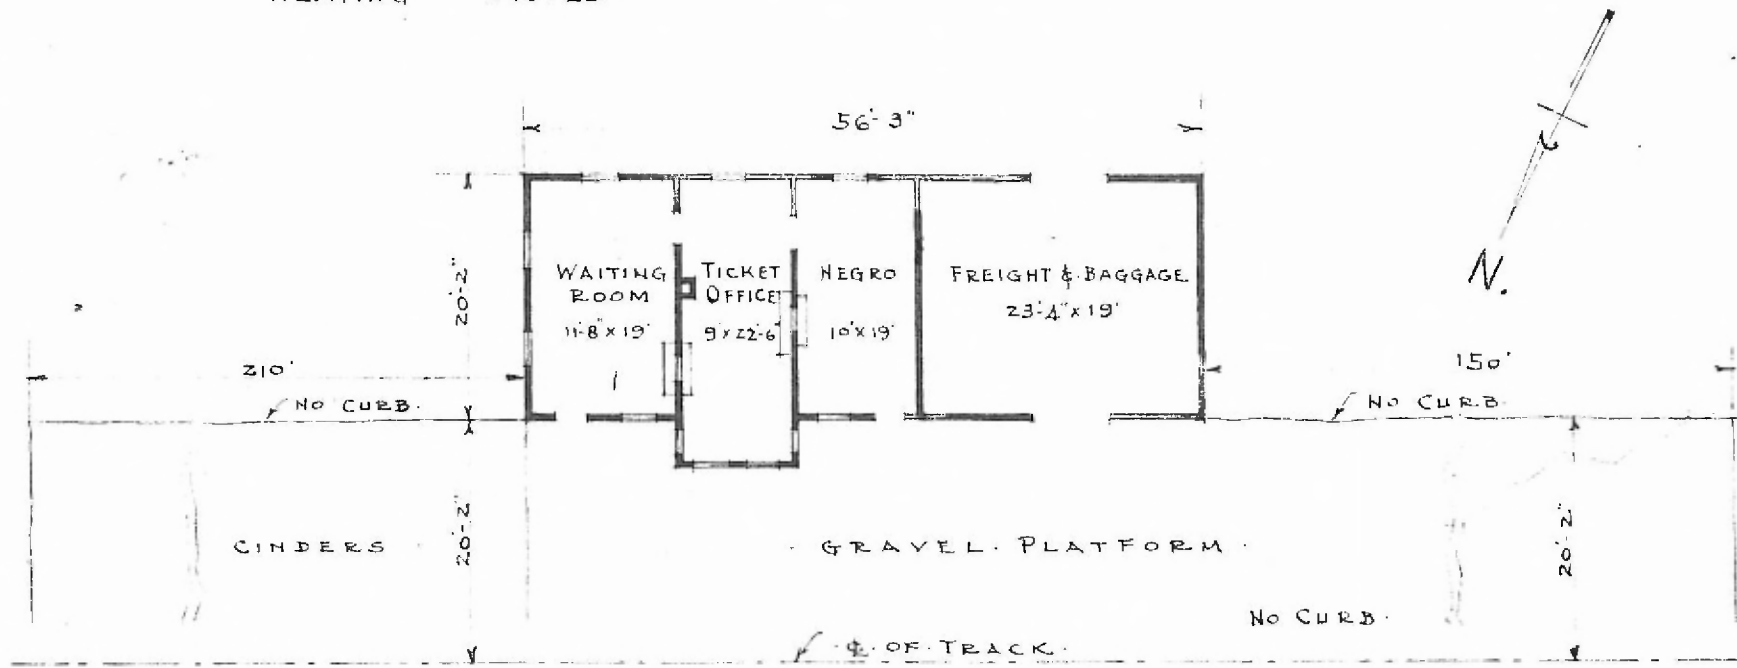 56'-3"
N.
WAITING
ROOM
11'-8" x 19'
TICKET
OFFICE
9' x 22'-6"
NEGRO
10' x 19'
FREIGHT & BAGGAGE
23'-4" x 19'
20'-2"
210'
NO CURB.
150'
NO CURB.
CINDERS
20'-2"
· GRAVEL · PLATFORM ·
20'-2"
NO CURB.
℄ · OF · TRACK ·